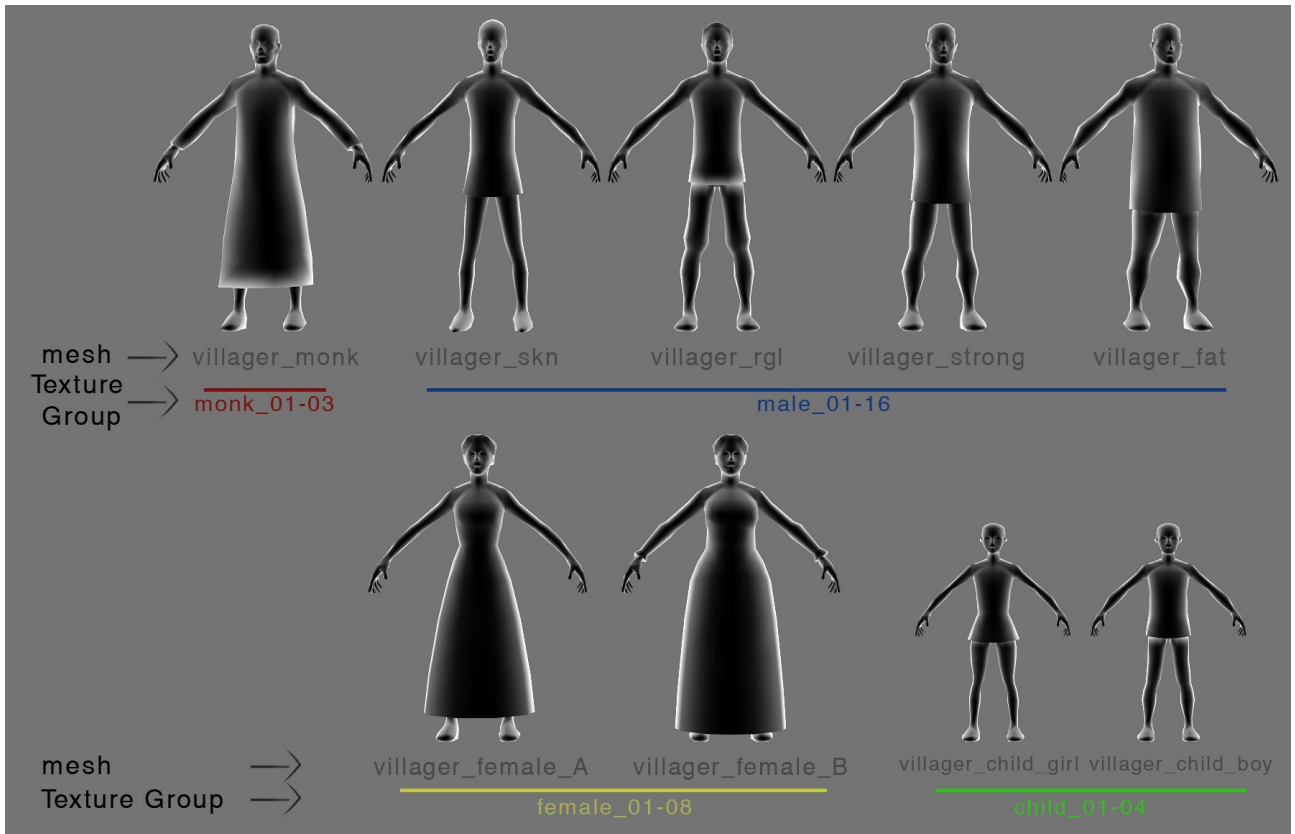 mesh villager_monk villager_skn villager_rgl villager_strong villager_fat
Texture
Group
monk_01-03 male_01-16
mesh villager_female_A villager_female_B villager_child_girl villager_child_boy
Texture Group female_01-08 child_01-04